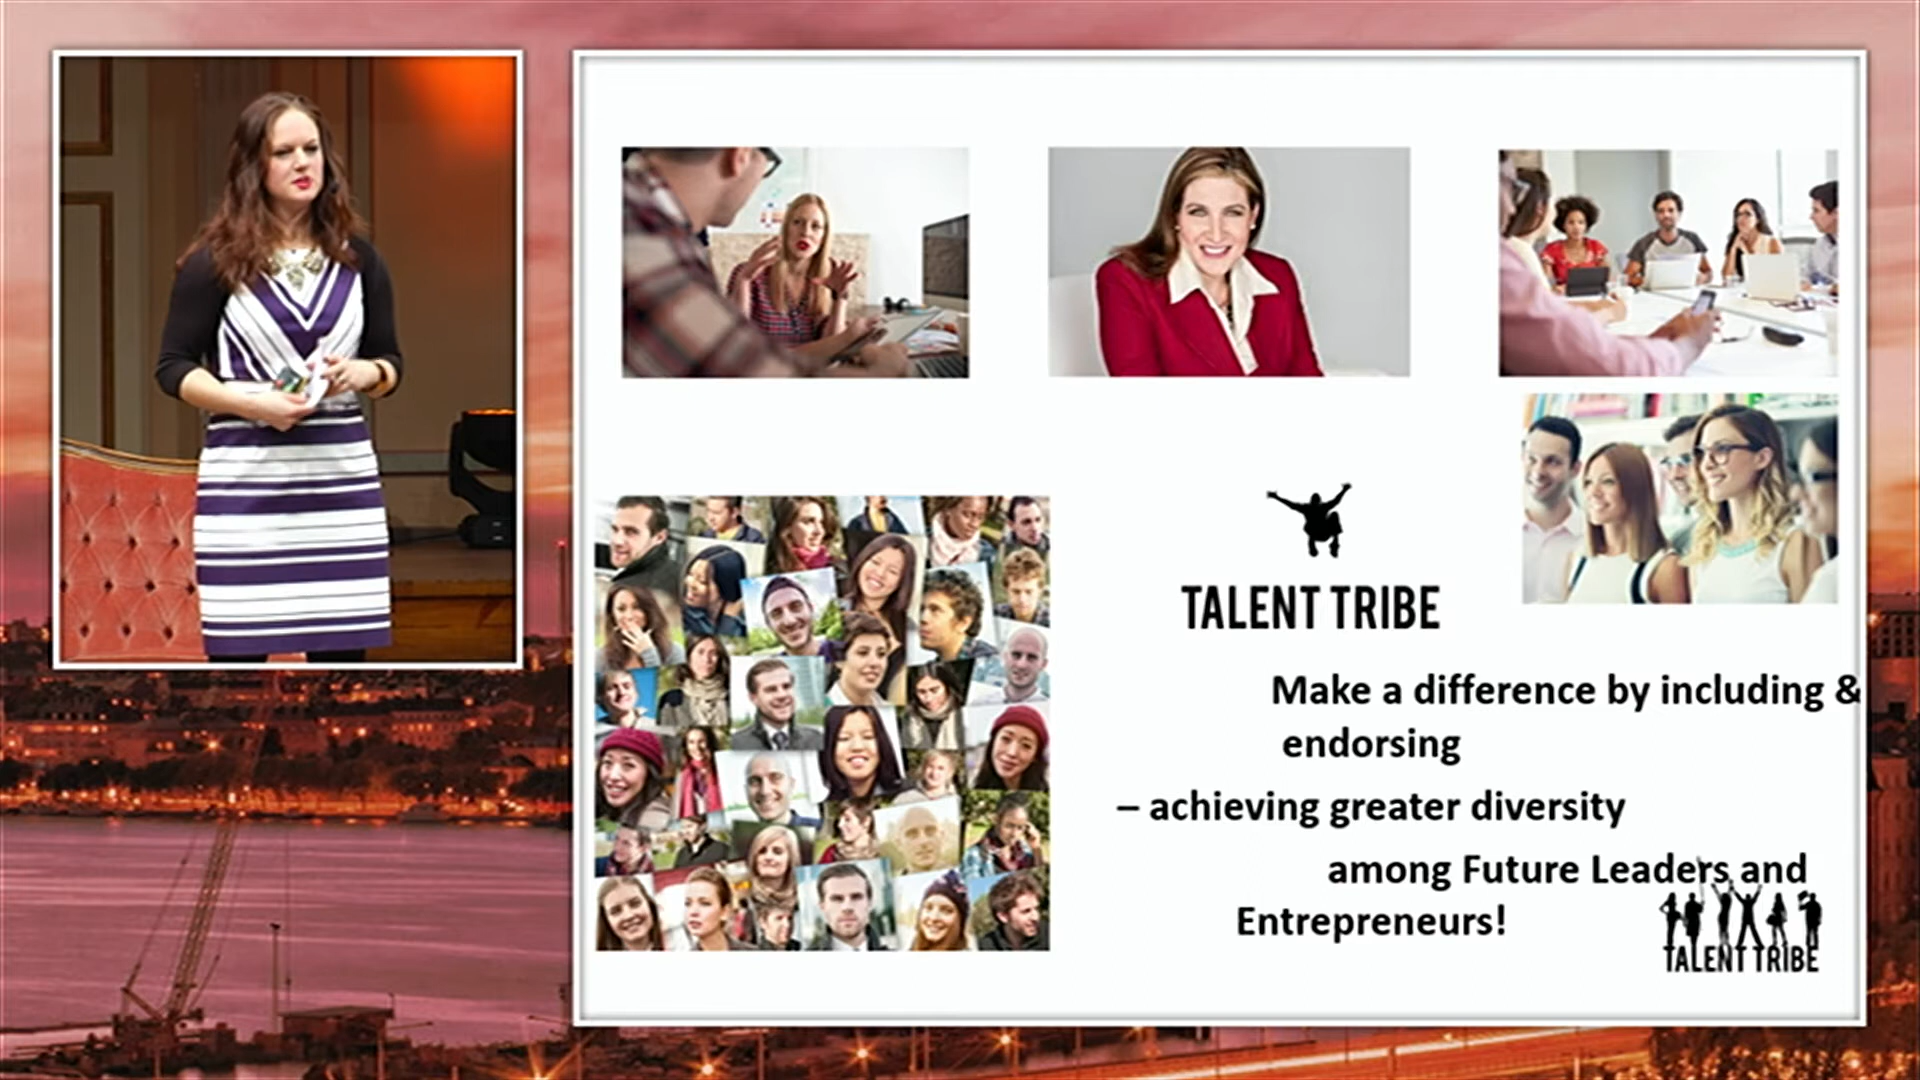 TALENT TRIBE
Make a difference by including &
endorsing
– achieving greater diversity
among Future Leaders and
Entrepreneurs!
TALENT TRIBE